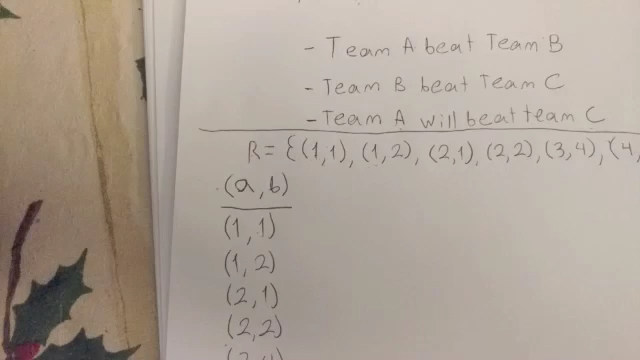 - Team A beat Team B
- Team B beat Team C
- Team A will beat team C
R = {(1,1), (1,2), (2,1), (2,2), (3,4), (4,
(a, b)
(1, 1)
(1, 2)
(2,1)
(2,2)